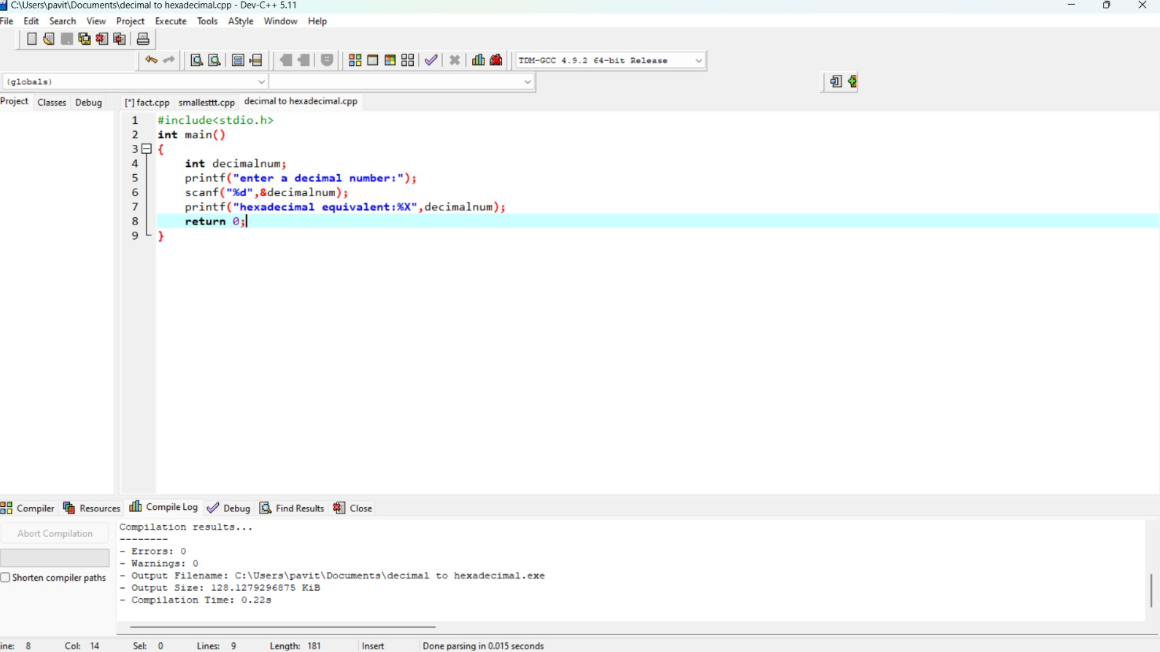 C:\Users\pavit\Documents\decimal to hexadecimal.cpp - Dev-C++ 5.11
File Edit Search View Project Execute Tools AStyle Window Help
TDM-GCC 4.9.2 64-bit Release
(globals)
Project Classes Debug [*] fact.cpp smallesttt.cpp decimal to hexadecimal.cpp
1 #include<stdio.h>
2 int main()
3 {
4 int decimalnum;
5 printf("enter a decimal number:");
6 scanf("%d",&decimalnum);
7 printf("hexadecimal equivalent:%X",decimalnum);
8 return 0;
9 }
Compiler Resources Compile Log Debug Find Results Close
Abort Compilation
Shorten compiler paths
Compilation results...
--------
- Errors: 0
- Warnings: 0
- Output Filename: C:\Users\pavit\Documents\decimal to hexadecimal.exe
- Output Size: 128.1279296875 KiB
- Compilation Time: 0.22s
ine: 8 Col: 14 Sel: 0 Lines: 9 Length: 181 Insert Done parsing in 0.015 seconds